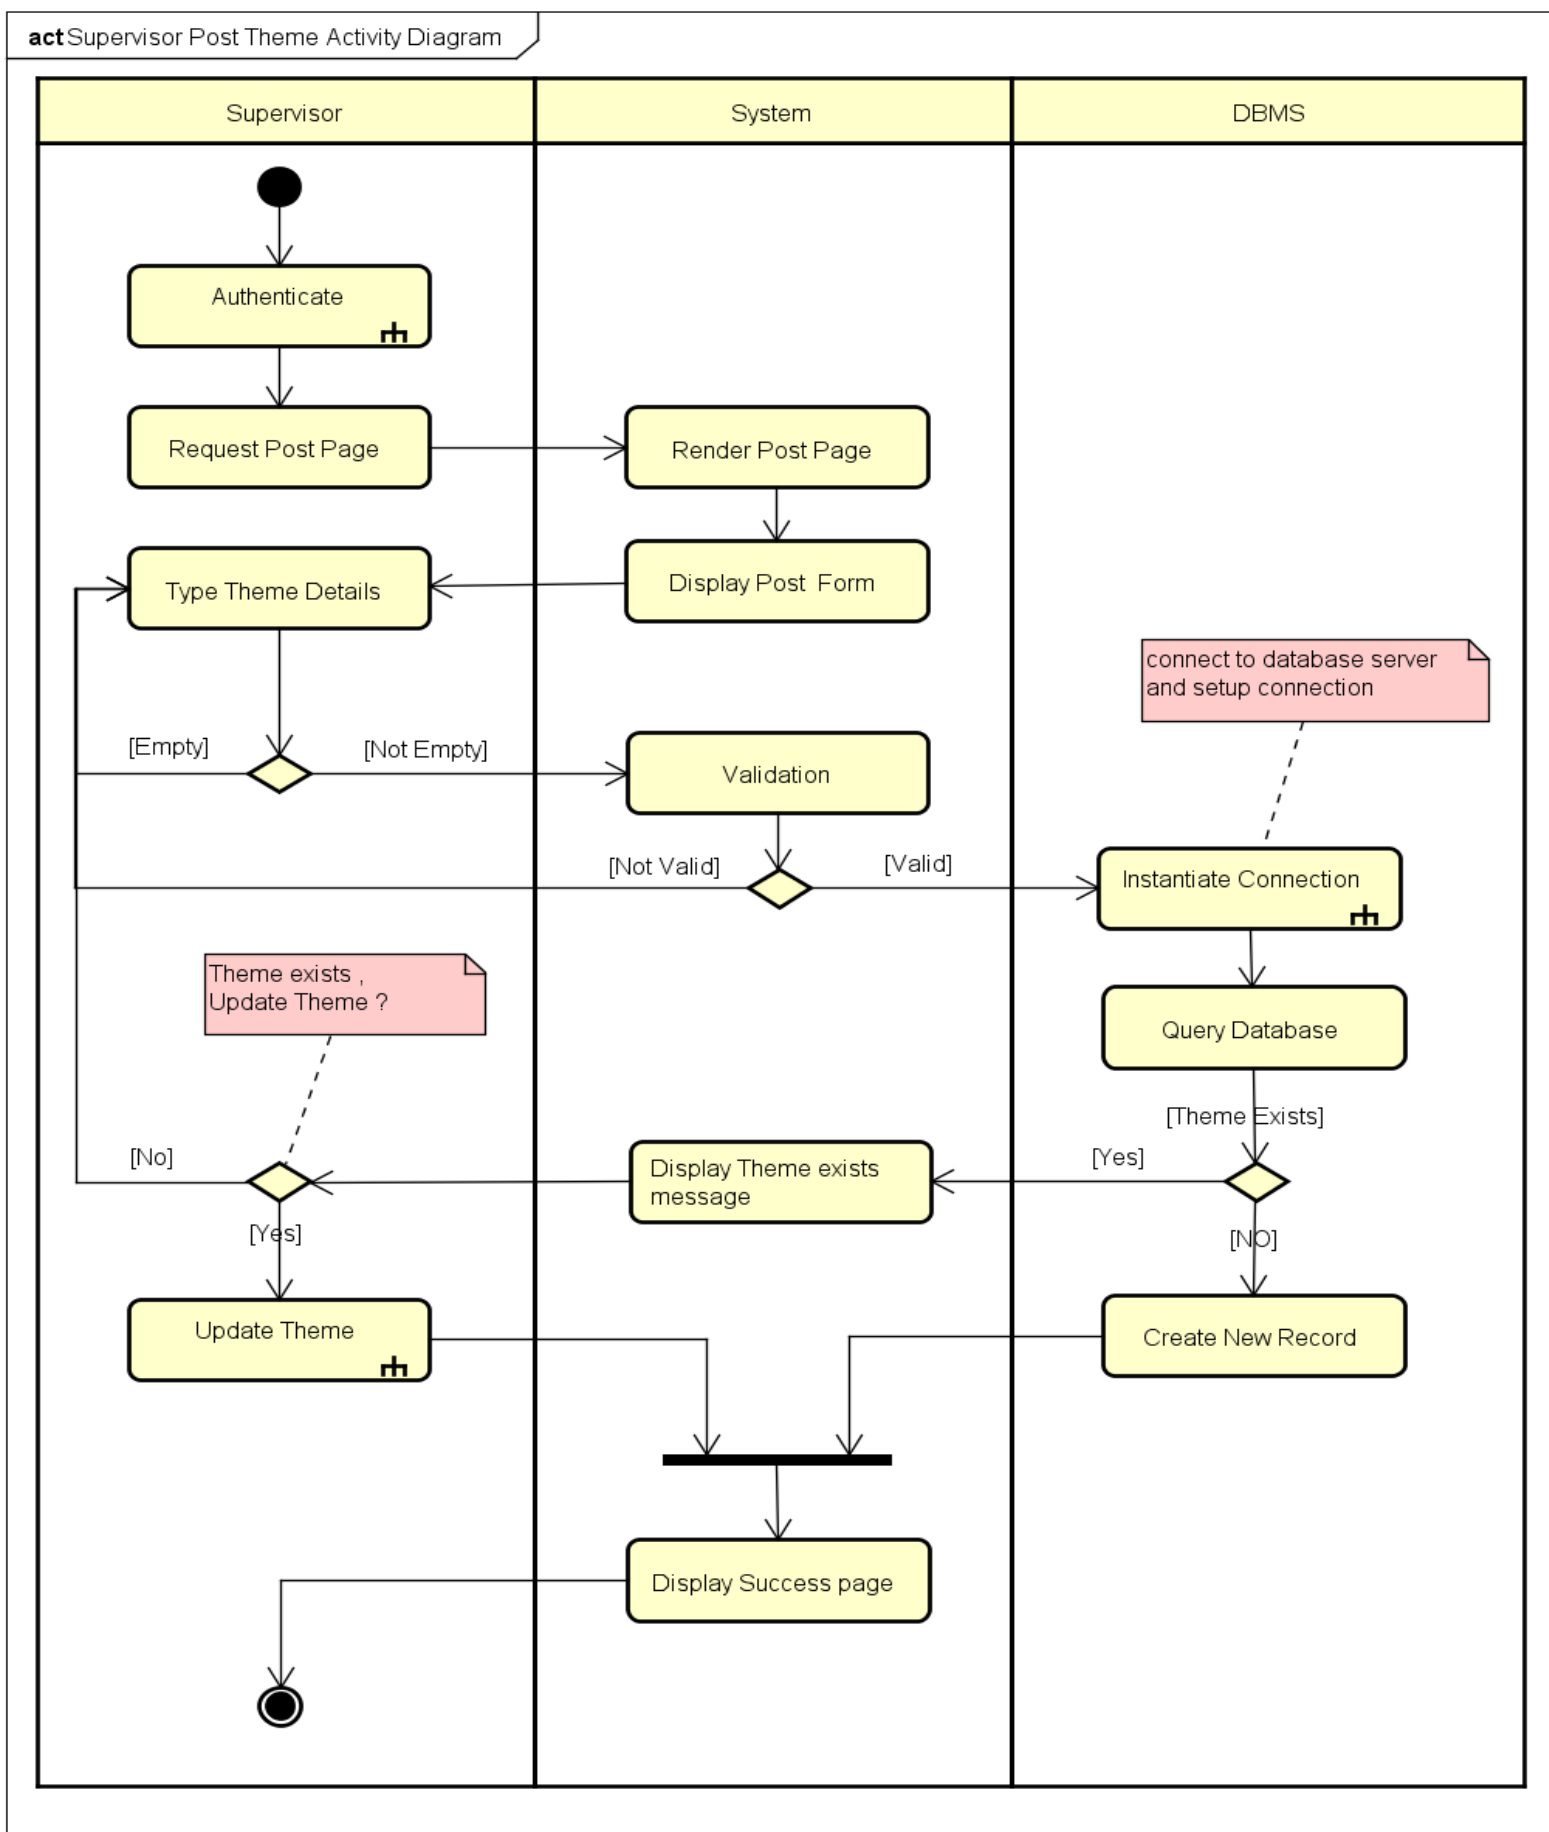 act Supervisor Post Theme Activity Diagram
Supervisor
System
DBMS
Authenticate
Request Post Page
Render Post Page
Type Theme Details
Display Post  Form
connect to database server
and setup connection
[Empty]
[Not Empty]
Validation
[Not Valid]
[Valid]
Instantiate Connection
Theme exists ,
Update Theme ?
Query Database
[Theme Exists]
[No]
Display Theme exists
message
[Yes]
[Yes]
[NO]
Update Theme
Create New Record
Display Success page